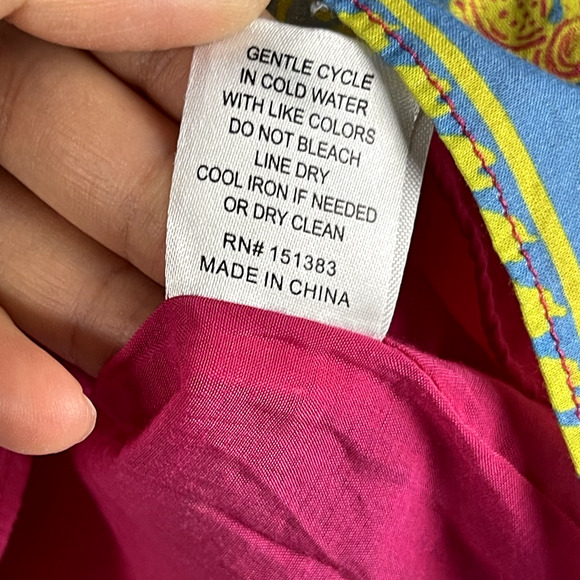 GENTLE CYCLE
IN COLD WATER
WITH LIKE COLORS
DO NOT BLEACH
LINE DRY
COOL IRON IF NEEDED
OR DRY CLEAN
RN# 151383
MADE IN CHINA